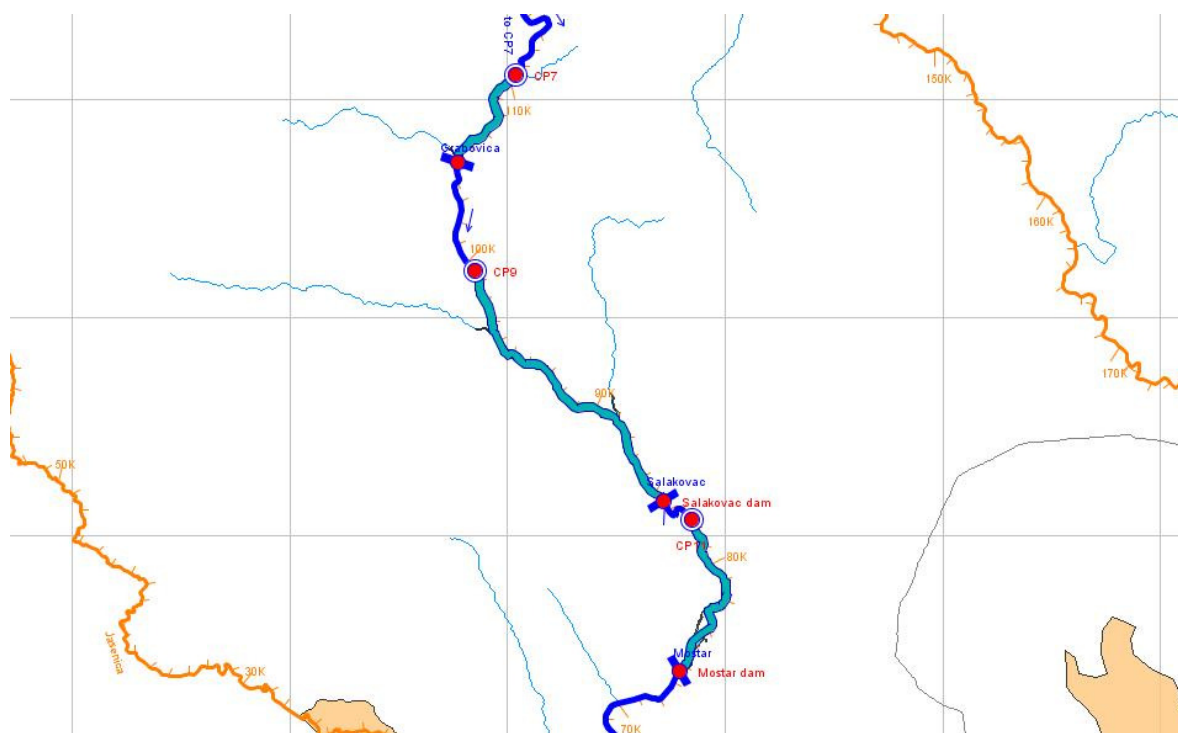 to CP7
CP7
150K
110K
Grabovica
160K
100K
CP9
170K
90K
50K
Salakovac
Salakovac dam
CP11
80K
Jasenica
Mostar
30K
Mostar dam
70K